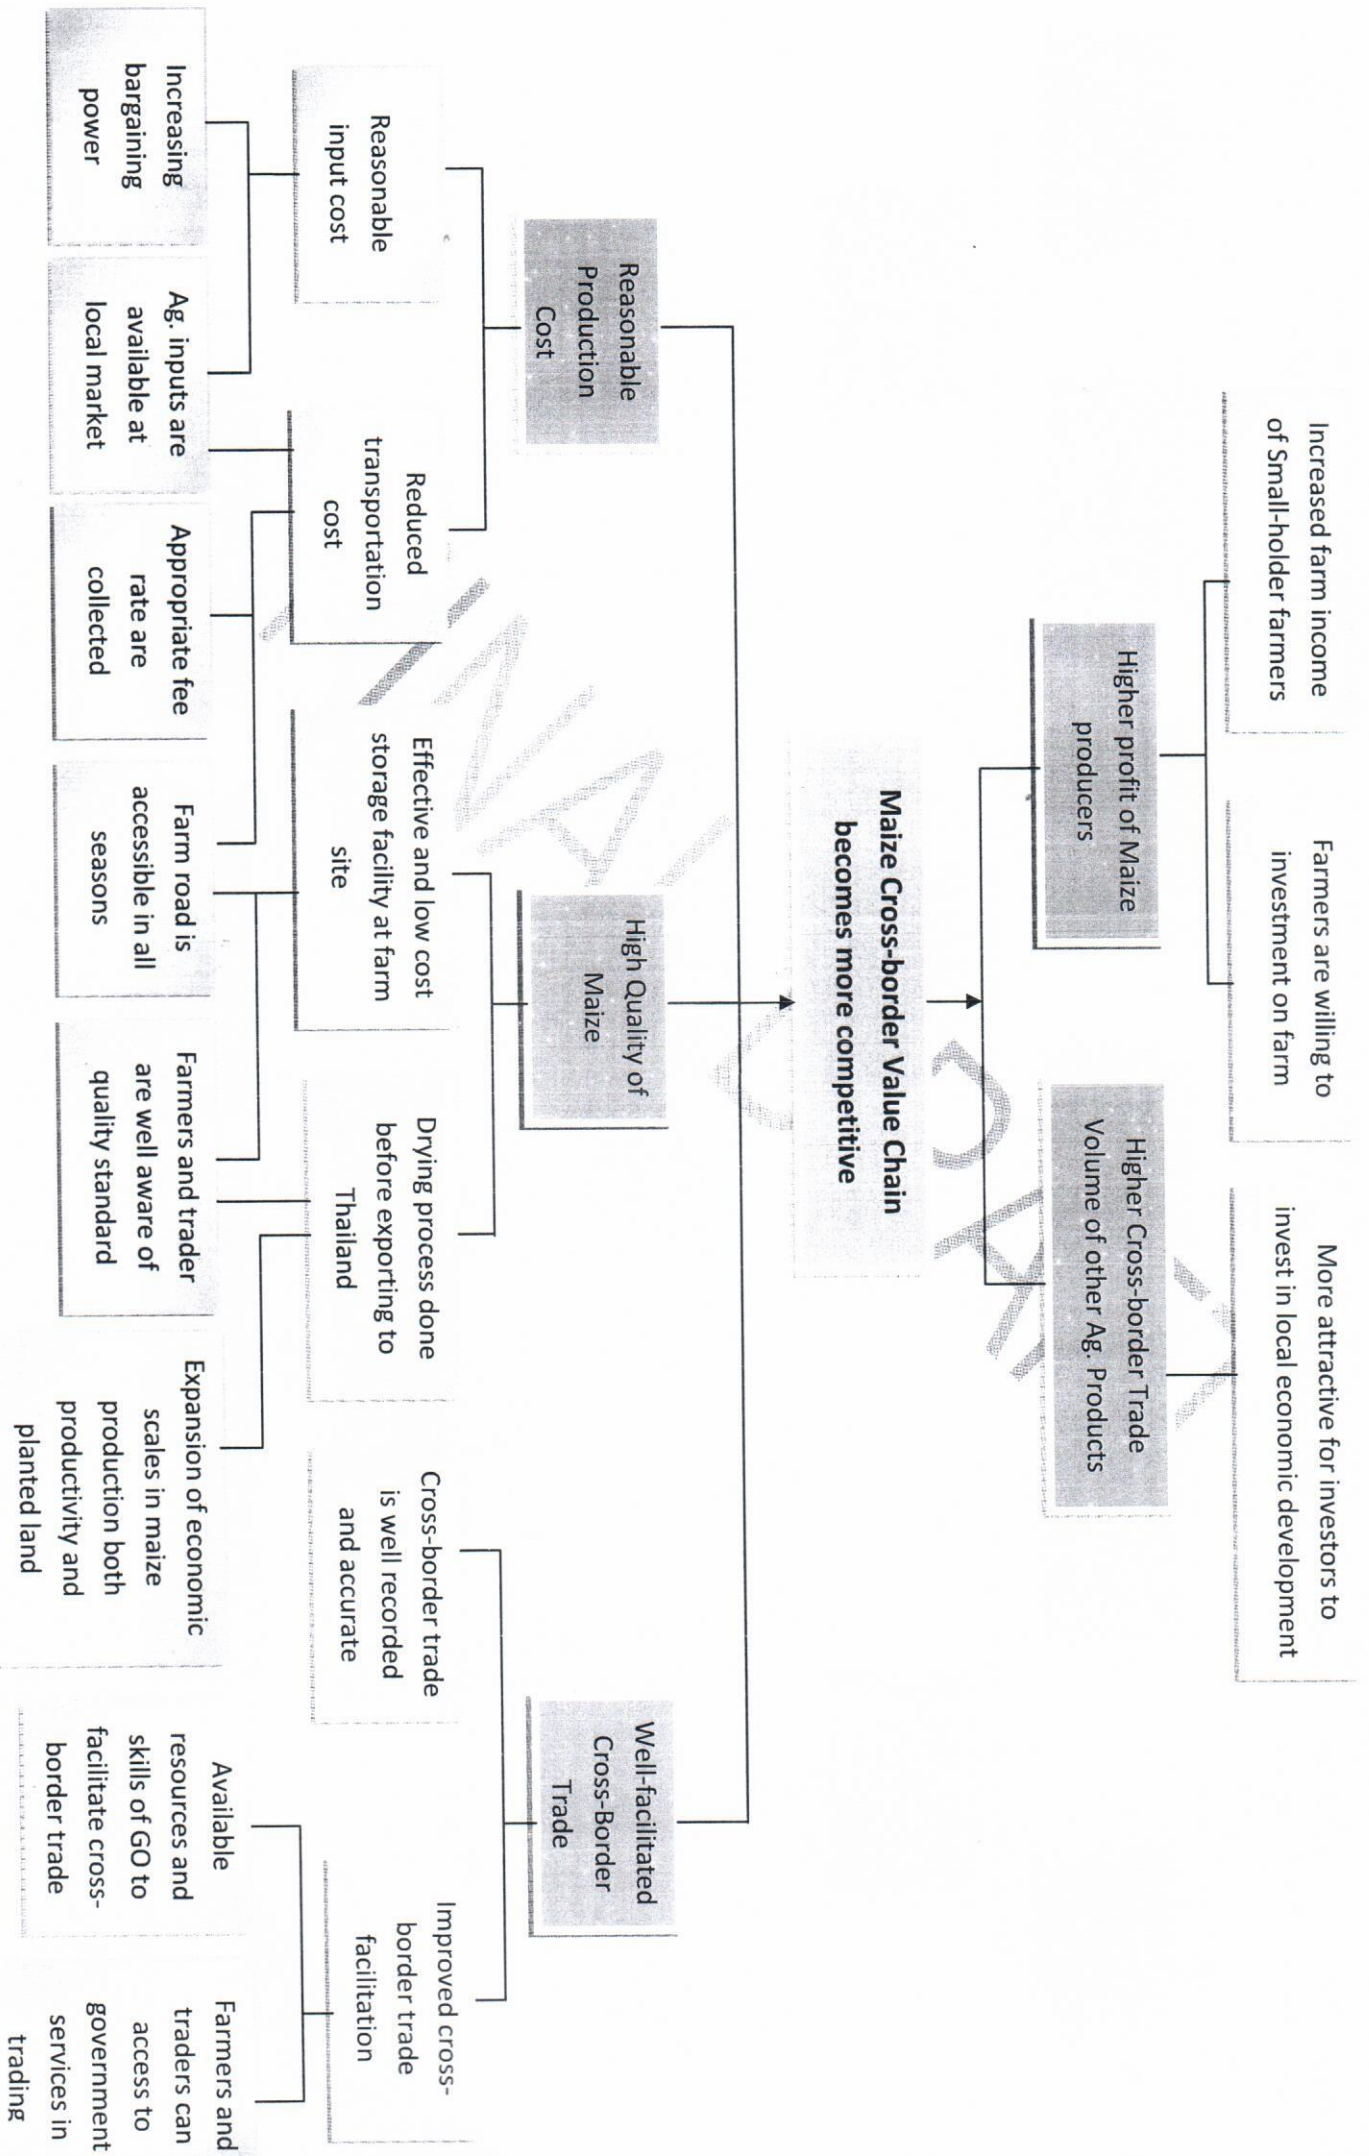 Increased farm income
of Small-holder farmers
Farmers are willing to
investment on farm
More attractive for investors to
invest in local economic development
Higher profit of Maize
producers
Higher Cross-border Trade
Volume of other Ag. Products
Maize Cross-border Value Chain
becomes more competitive
Reasonable
Production
Cost
High Quality of
Maize
Well-facilitated
Cross-Border
Trade
Reasonable
input cost
Reduced
transportation
cost
Effective and low cost
storage facility at farm
site
Drying process done
before exporting to
Thailand
Cross-border trade
is well recorded
and accurate
Improved cross-
border trade
facilitation
Increasing
bargaining
power
Ag. inputs are
available at
local market
Appropriate fee
rate are
collected
Farm road is
accessible in all
seasons
Farmers and trader
are well aware of
quality standard
Expansion of economic
scales in maize
production both
productivity and
planted land
Available
resources and
skills of GO to
facilitate cross-
border trade
Farmers and
traders can
access to
government
services in
trading